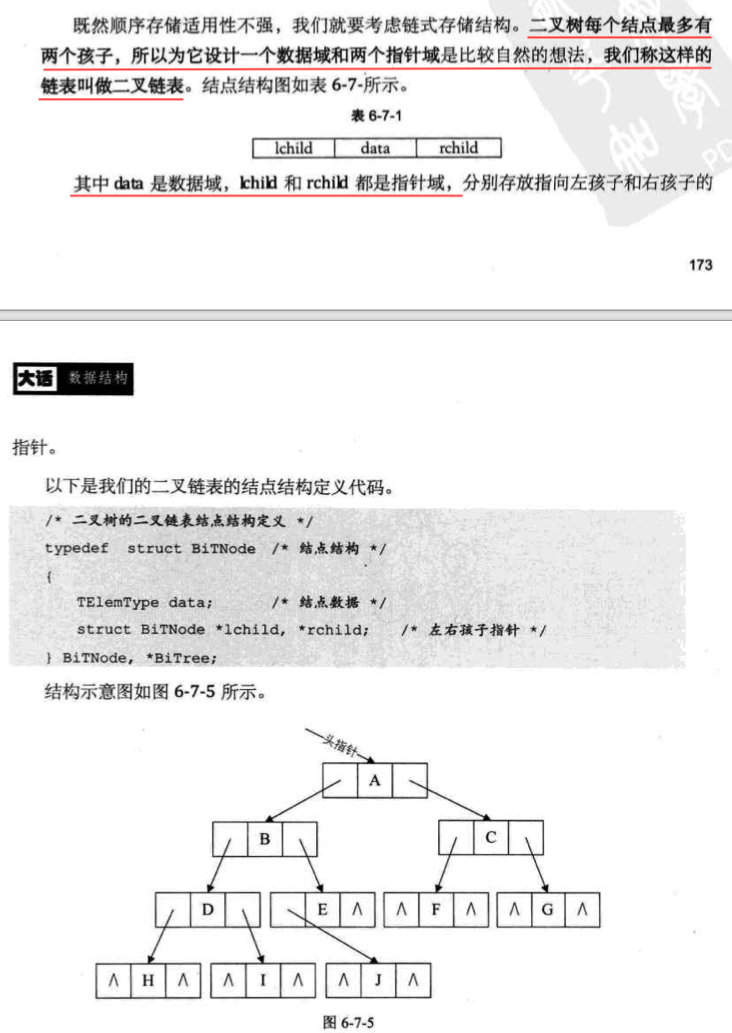 既然顺序存储适用性不强，我们就要考虑链式存储结构。二叉树每个结点最多有
两个孩子，所以为它设计一个数据域和两个指针域是比较自然的想法，我们称这样的
链表叫做二叉链表。结点结构图如表 6-7-所示。
表 6-7-1
lchild data rchild
其中 data 是数据域，lchild 和 rchild 都是指针域，分别存放指向左孩子和右孩子的
PD
173
大话 数据结构
指针。
以下是我们的二叉链表的结点结构定义代码。
/* 二叉树的二叉链表结点结构定义 */
typedef struct BiTNode /* 结点结构 */
{
TElemType data; /* 结点数据 */
struct BiTNode *lchild, *rchild; /* 左右孩子指针 */
} BiTNode, *BiTree;
结构示意图如图 6-7-5 所示。
头指针
A
B C
D E ∧ ∧ F ∧ ∧ G ∧
∧ H ∧ ∧ I ∧ ∧ J ∧
图 6-7-5